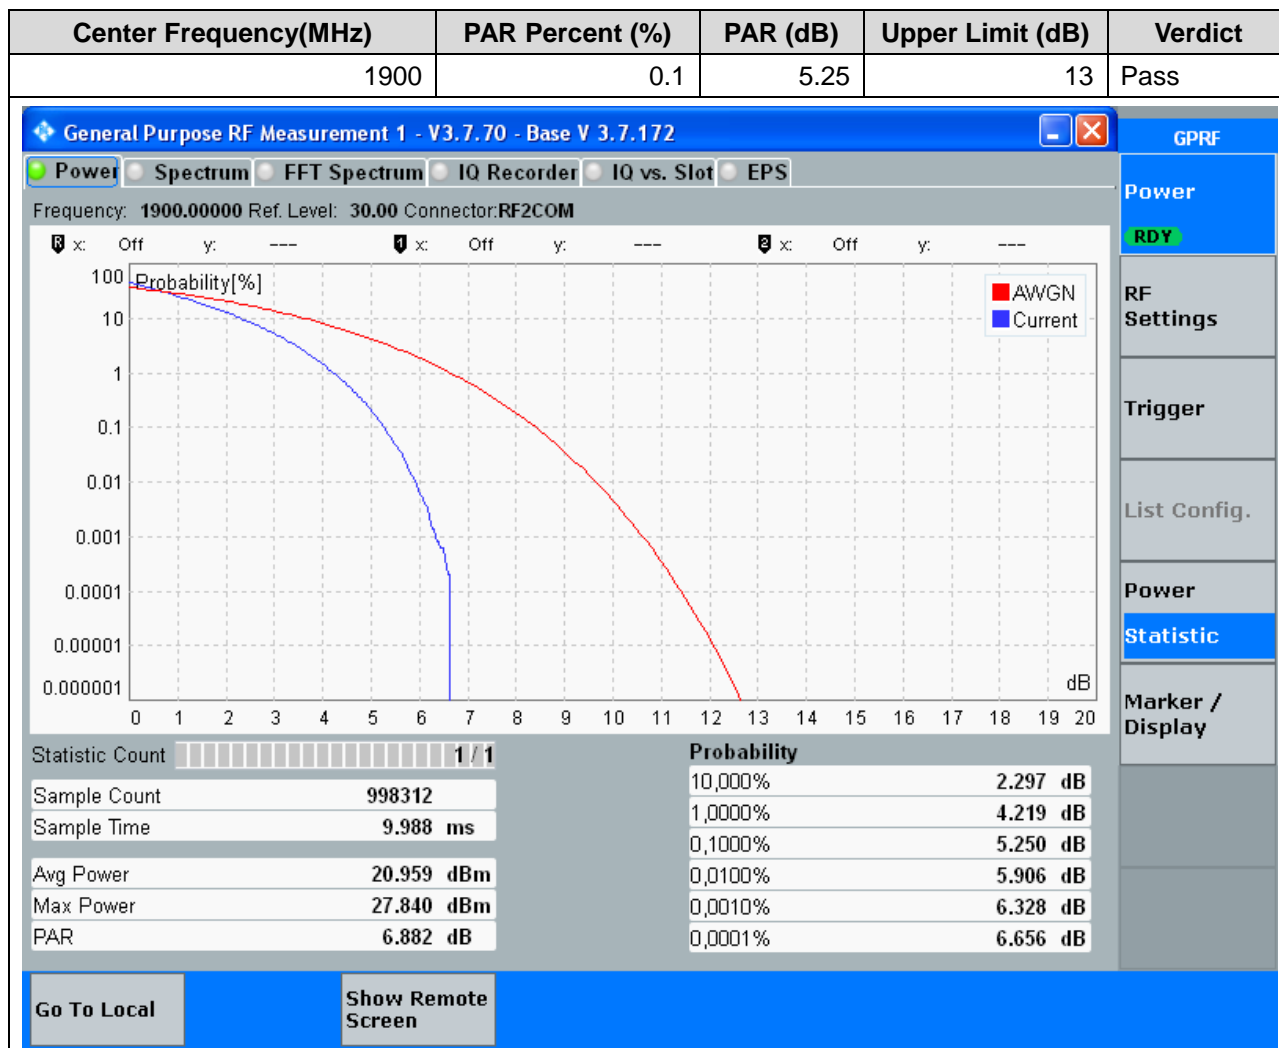 Center Frequency(MHz) PAR Percent (%) PAR (dB) Upper Limit (dB) Verdict
1900 0.1 5.25 13 Pass
General Purpose RF Measurement 1 - V3.7.70 - Base V 3.7.172
GPRF
Power Spectrum FFT Spectrum IQ Recorder IQ vs. Slot EPS
Frequency: 1900.00000 Ref. Level: 30.00 Connector:RF2COM
R x: Off y: --- 1 x: Off y: --- 2 x: Off y: ---
Power
RDY
RF
Settings
Trigger
List Config.
Power
Statistic
Marker /
Display
Probability[%]
AWGN
Current
100
10
1
0.1
0.01
0.001
0.0001
0.00001
0.000001
dB
0 1 2 3 4 5 6 7 8 9 10 11 12 13 14 15 16 17 18 19 20
Statistic Count 1 / 1
Sample Count 998312
Sample Time 9.988 ms
Avg Power 20.959 dBm
Max Power 27.840 dBm
PAR 6.882 dB
Probability
10,000% 2.297 dB
1,0000% 4.219 dB
0,1000% 5.250 dB
0,0100% 5.906 dB
0,0010% 6.328 dB
0,0001% 6.656 dB
Go To Local
Show Remote
Screen